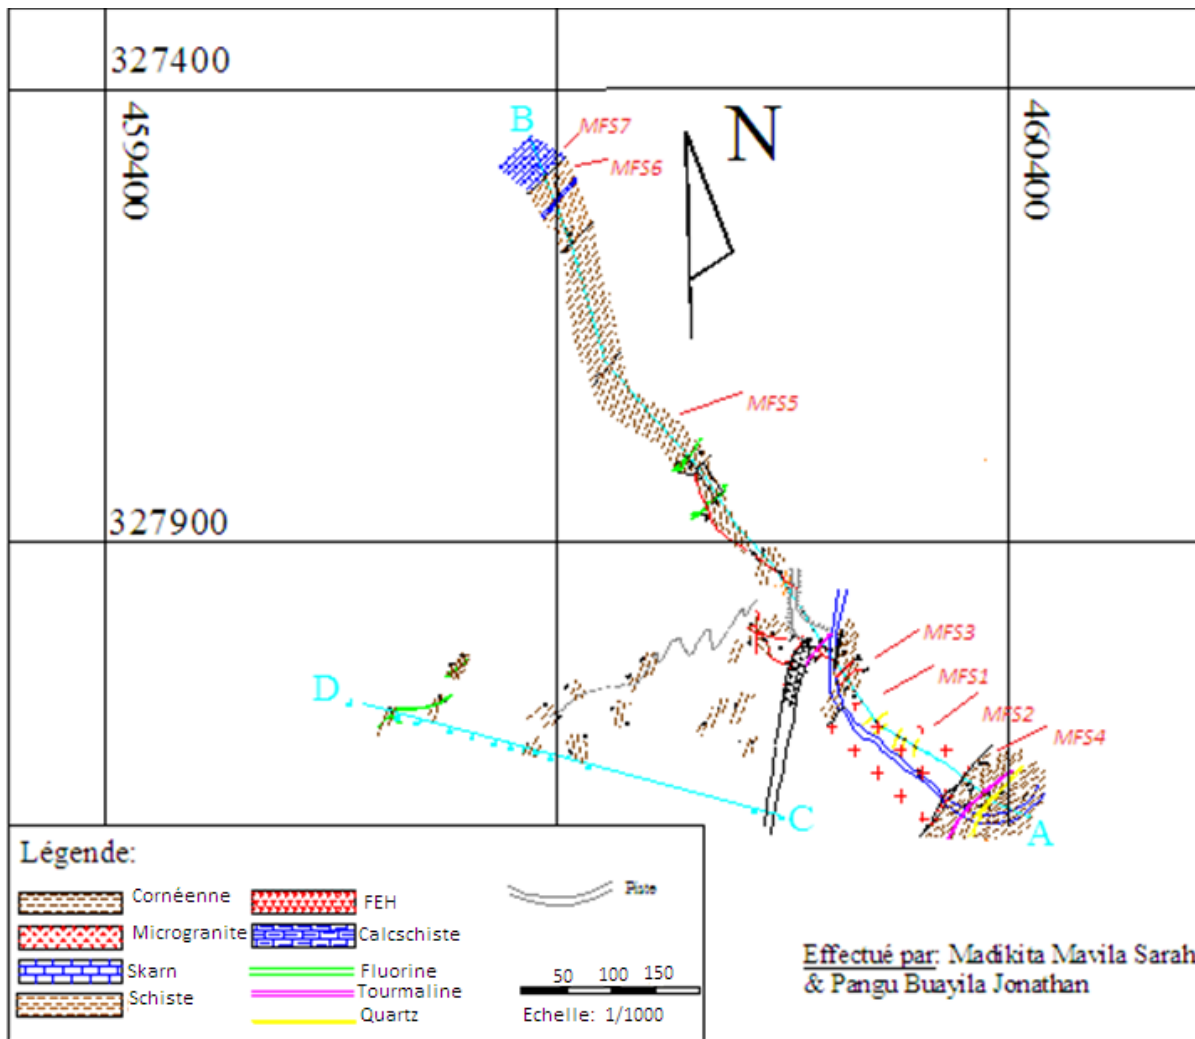 327400
459400
460400
B
N
MFS7
MFS6
MFS5
327900
MFS3
MFS1
MFS2
MFS4
D
C
A
Légende:
Cornéenne
FEH
Piste
Microgranite
Calcschiste
Skarn
Fluorine
50 100 150
Schiste
Tourmaline
Quartz
Echelle: 1/1000
Effectué par: Madikita Mavila Sarah
& Pangu Buayila Jonathan